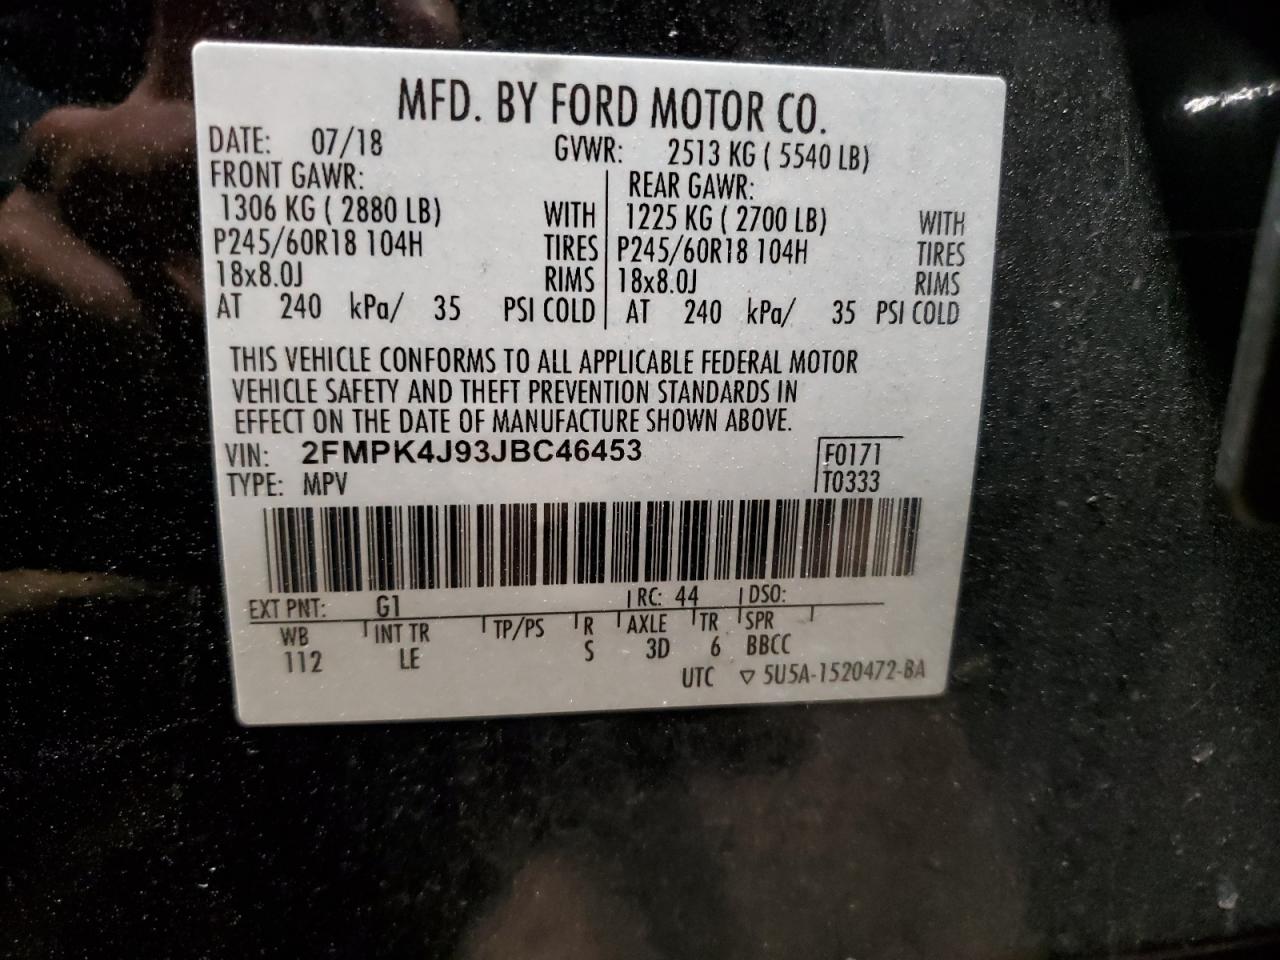 MFD. BY FORD MOTOR CO.
DATE: 07/18 GVWR: 2513 KG ( 5540 LB)
FRONT GAWR: REAR GAWR:
1306 KG ( 2880 LB) WITH 1225 KG ( 2700 LB) WITH
P245/60R18 104H TIRES P245/60R18 104H TIRES
18x8.0J RIMS 18x8.0J RIMS
AT 240 kPa/ 35 PSI COLD AT 240 kPa/ 35 PSI COLD
THIS VEHICLE CONFORMS TO ALL APPLICABLE FEDERAL MOTOR
VEHICLE SAFETY AND THEFT PREVENTION STANDARDS IN
EFFECT ON THE DATE OF MANUFACTURE SHOWN ABOVE.
VIN: 2FMPK4J93JBC46453 F0171
TYPE: MPV T0333
EXT PNT: G1 RC: 44 DSO:
WB INT TR TP/PS R AXLE TR SPR
112 LE S 3D 6 BBCC
UTC ▽ 5U5A-1520472-BA